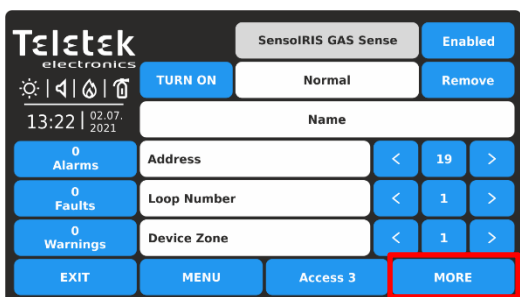 Teletek
electronics
SensoIRIS GAS Sense
Enabled
TURN ON
Normal
Remove
13:22
02.07.
2021
Name
0
Alarms
Address
<
19
>
0
Faults
Loop Number
<
1
>
0
Warnings
Device Zone
<
1
>
EXIT
MENU
Access 3
MORE